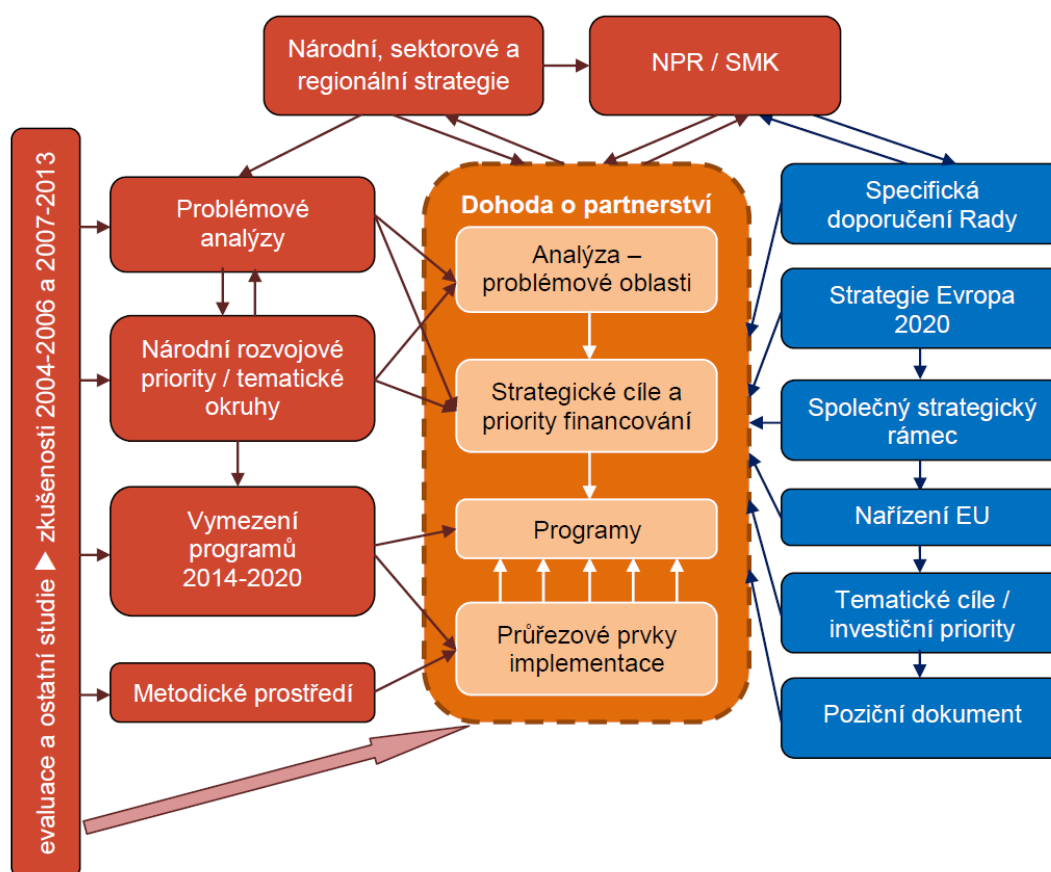 Národní, sektorové a
regionální strategie
NPR / SMK
evaluace a ostatní studie ▶ zkušenosti 2004-2006 a 2007-2013
Problémové
analýzy
Národní rozvojové
priority / tematické
okruhy
Vymezení
programů
2014-2020
Metodické prostředí
Dohoda o partnerství
Analýza –
problémové oblasti
Strategické cíle a
priority financování
Programy
Průřezové prvky
implementace
Specifická
doporučení Rady
Strategie Evropa
2020
Společný strategický
rámec
Nařízení EU
Tematické cíle /
investiční priority
Poziční dokument